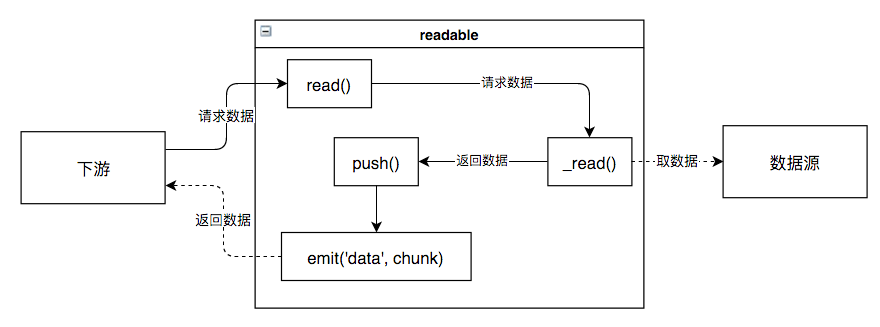 readable
read()
请求数据
请求数据
下游
push()
返回数据
_read()
取数据
数据源
返回数据
emit('data', chunk)